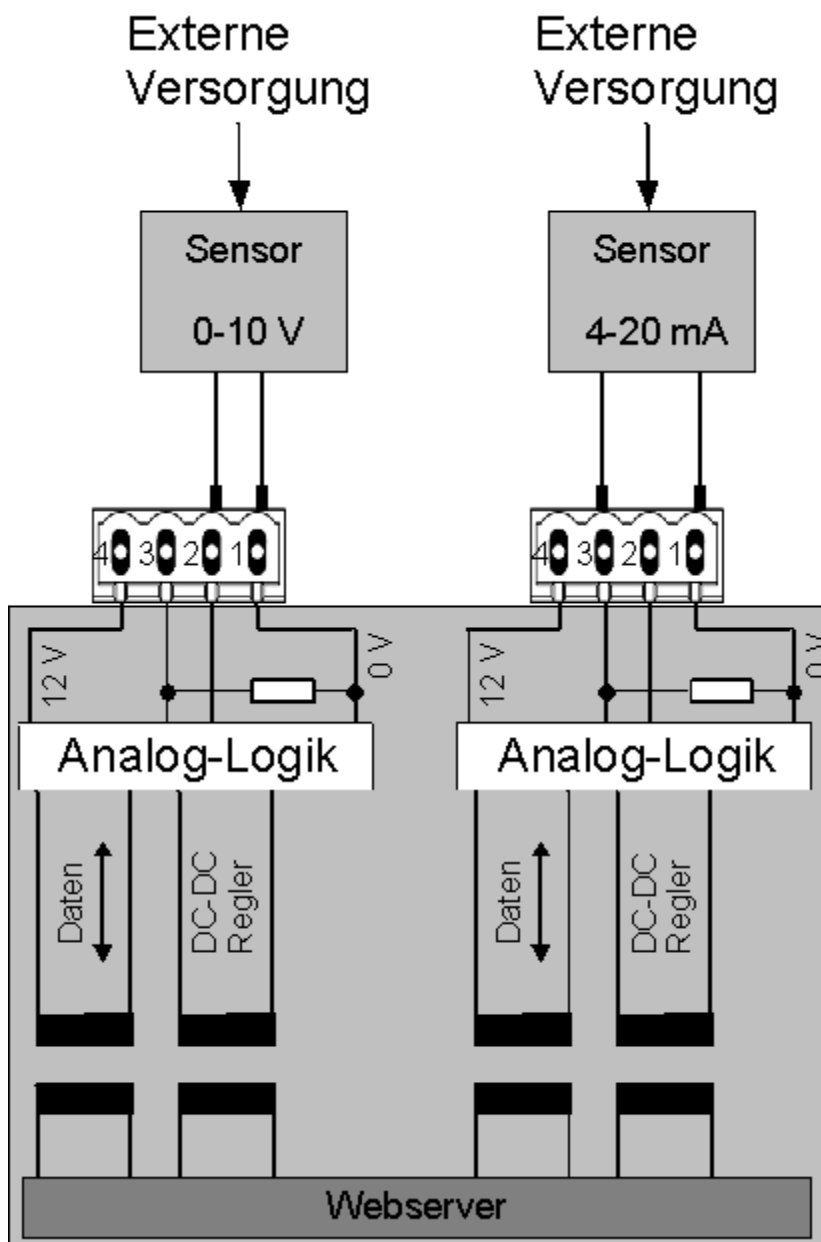 Externe
Versorgung
Externe
Versorgung
Sensor
0-10 V
Sensor
4-20 mA
4 3 2 1
4 3 2 1
12 V
0 V
12 V
0 V
Analog-Logik
Analog-Logik
Daten
DC-DC
Regler
Daten
DC-DC
Regler
Webserver